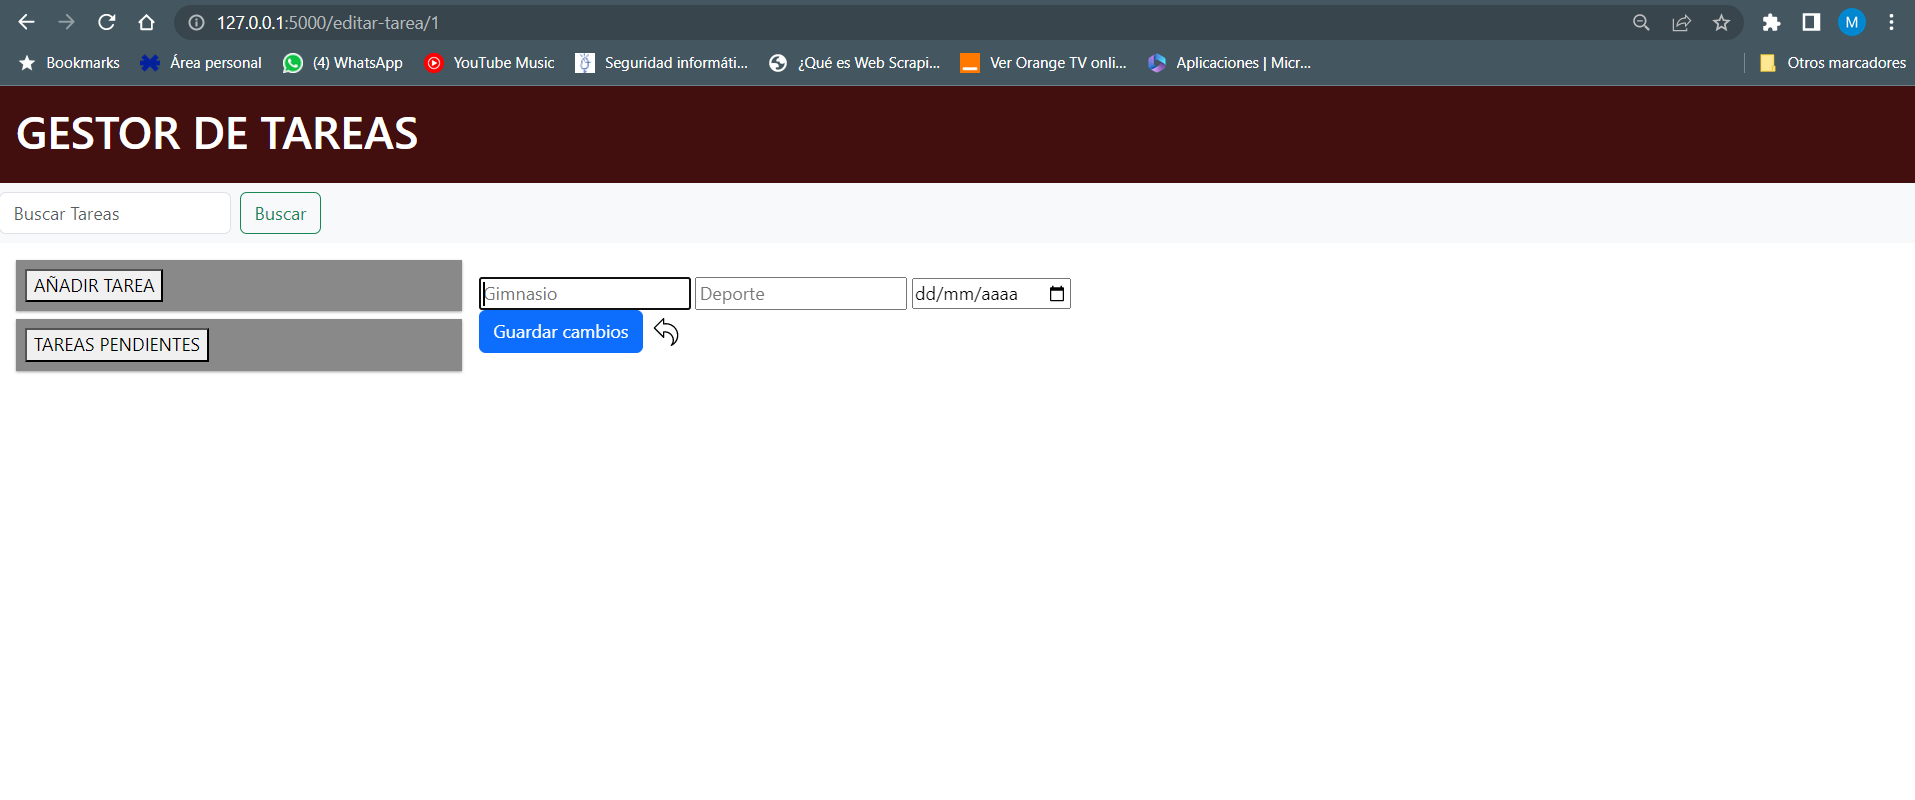 127.0.0.1:5000/editar-tarea/1
M
Bookmarks Área personal (4) WhatsApp YouTube Music Seguridad informáti... ¿Qué es Web Scrapi... Ver Orange TV onli... Aplicaciones | Micr... Otros marcadores
GESTOR DE TAREAS
Buscar Tareas Buscar
AÑADIR TAREA
TAREAS PENDIENTES
Gimnasio Deporte dd/mm/aaaa
Guardar cambios